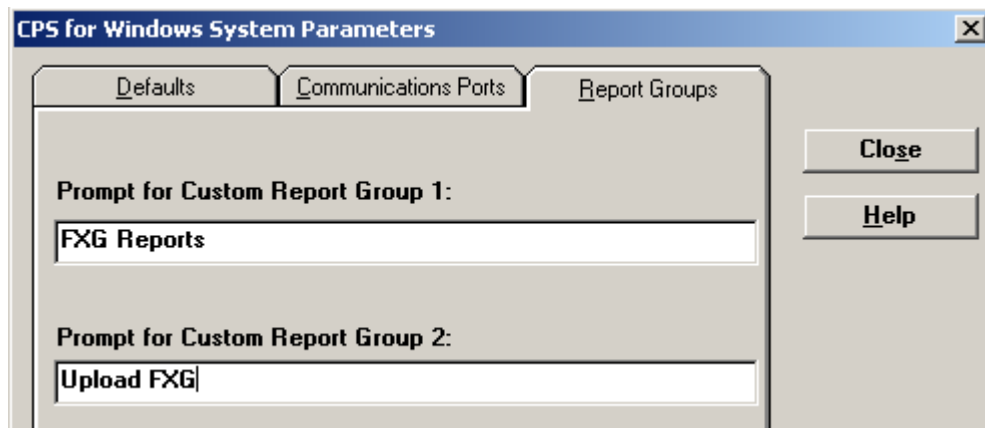 CPS for Windows System Parameters
Defaults Communications Ports Report Groups
Close
Prompt for Custom Report Group 1:
Help
FXG Reports
Prompt for Custom Report Group 2:
Upload FXG